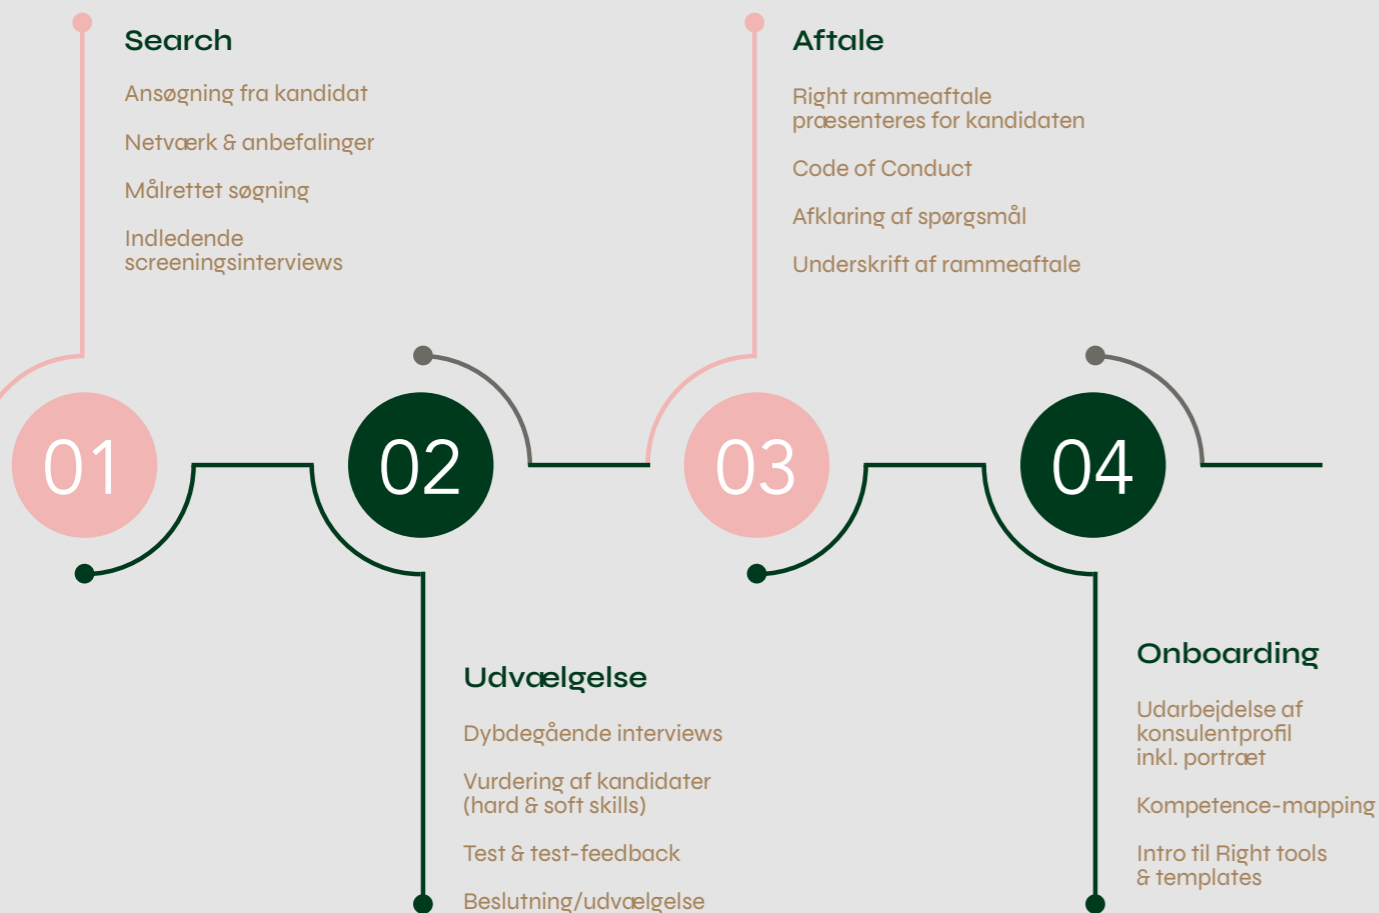 Search
Ansøgning fra kandidat
Netværk & anbefalinger
Målrettet søgning
Indledende
screeningsinterviews
01
02
Udvælgelse
Dybdegående interviews
Vurdering af kandidater
(hard & soft skills)
Test & test-feedback
Beslutning/udvælgelse
Aftale
Right rammeaftale
præsenteres for kandidaten
Code of Conduct
Afklaring af spørgsmål
Underskrift af rammeaftale
03
04
Onboarding
Udarbejdelse af
konsulentprofil
inkl. portræt
Kompetence-mapping
Intro til Right tools
& templates